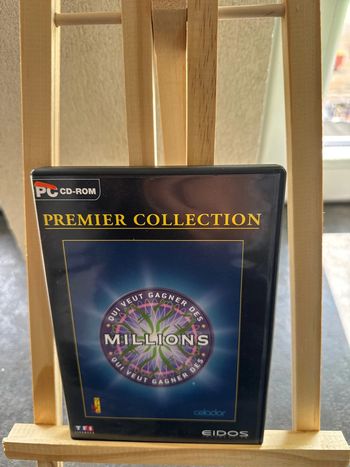 PC CD-ROM
PREMIER COLLECTION
QUI VEUT GAGNER DES
MILLIONS
QUI VEUT GAGNER DES
celador
TF1
EIDOS